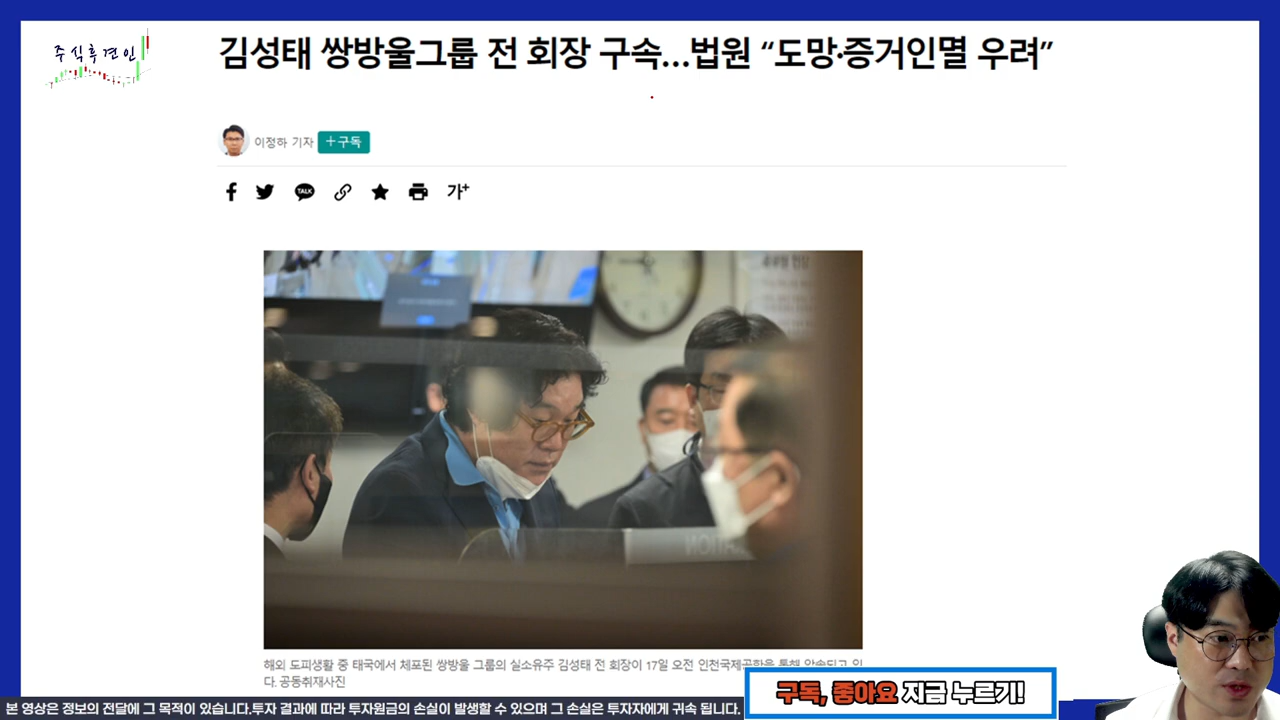 주식후견인
김성태 쌍방울그룹 전 회장 구속...법원 “도망·증거인멸 우려”
이정하 기자 +구독
TALK
가+
해외 도피생활 중 태국에서 체포된 쌍방울 그룹의 실소유주 김성태 전 회장이 17일 오전 인천국제공항을 통해 압송되고 있
다. 공동취재사진
구독, 좋아요 지금 누르기!
본 영상은 정보의 전달에 그 목적이 있습니다.투자 결과에 따라 투자원금의 손실이 발생할 수 있으며 그 손실은 투자자에게 귀속 됩니다.